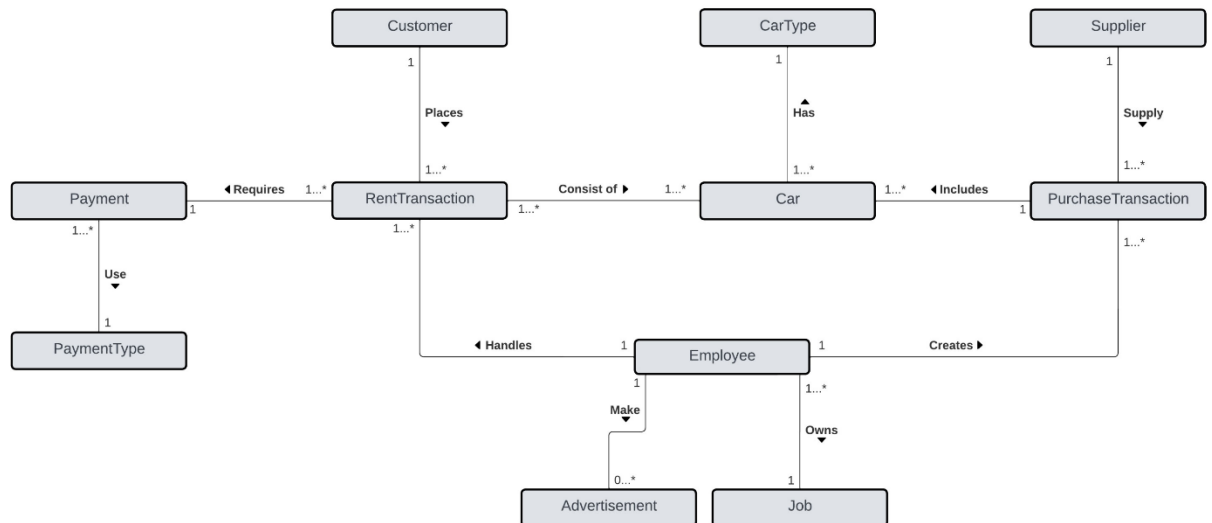 Customer
CarType
Supplier
1
1
1
Places
Has
Supply
1...*
1...*
1...*
Payment
Requires
1...*
1
RentTransaction
Consist of
1...*
1...*
Car
1...*
Includes
1
PurchaseTransaction
1...*
1...*
1...*
Use
1
PaymentType
Handles
1
Employee
1
Creates
1
1...*
Make
Owns
0...*
1
Advertisement
Job